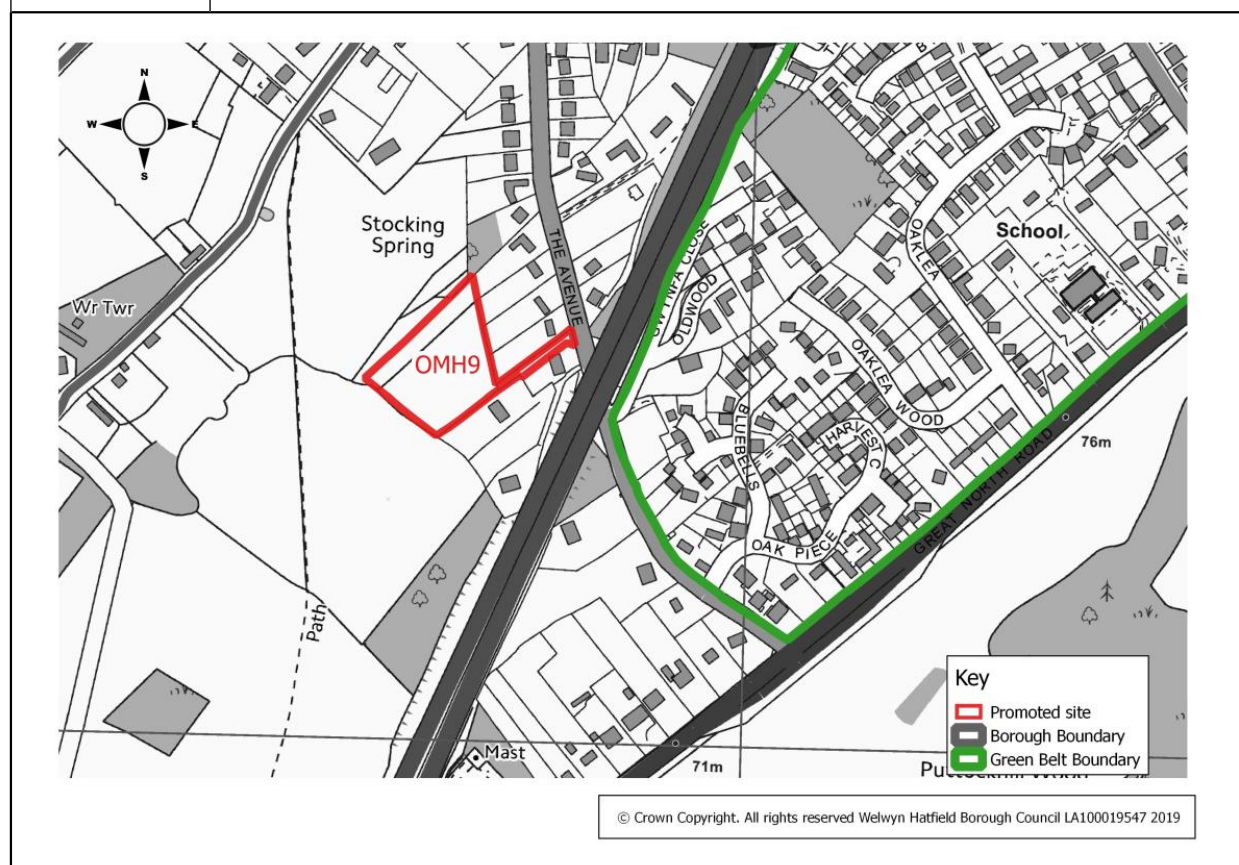 N
W
E
S
Stocking
Spring
Wr Twr
OMH9
THE AVENUE
OLDWOOD
OAKLEA
School
OAKLEA WOOD
BLUEBELLS
HARVEST C
OAK PIECE
GREAT NORTH ROAD
76m
Path
Mast
71m
Key
Promoted site
Borough Boundary
Green Belt Boundary
© Crown Copyright. All rights reserved Welwyn Hatfield Borough Council LA100019547 2019